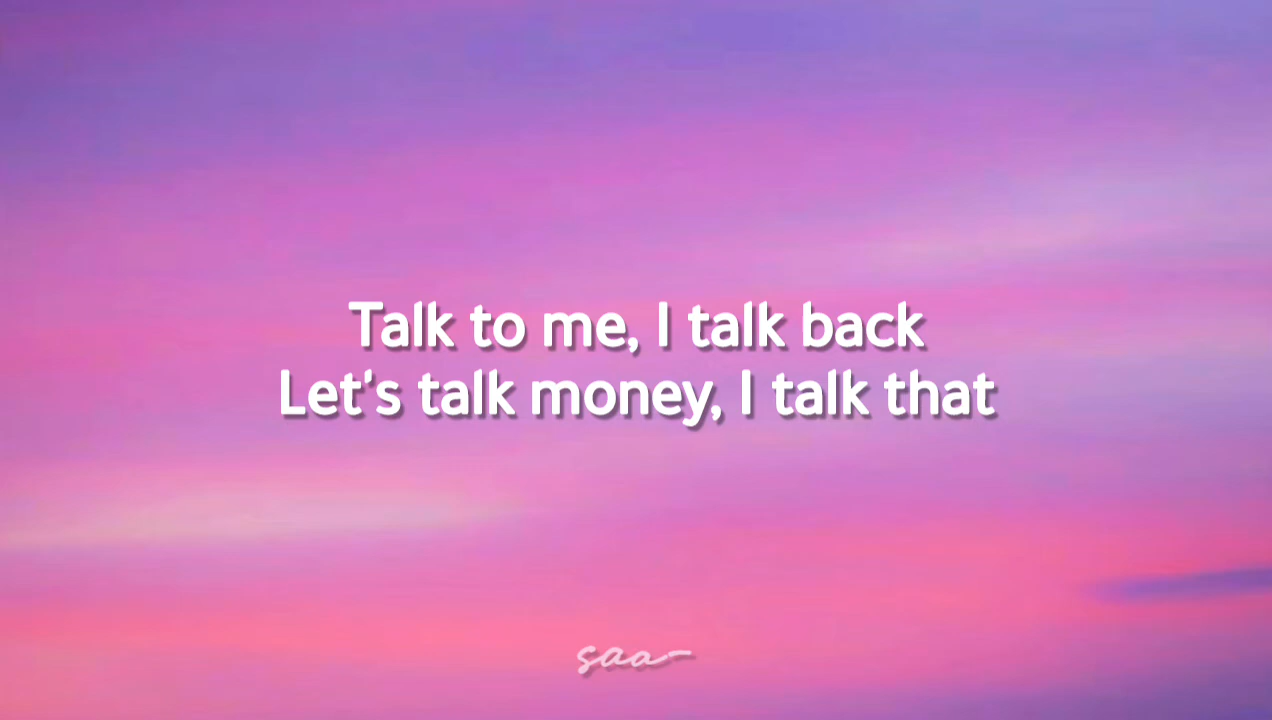 Talk to me, I talk back
Let's talk money, I talk that
saa-